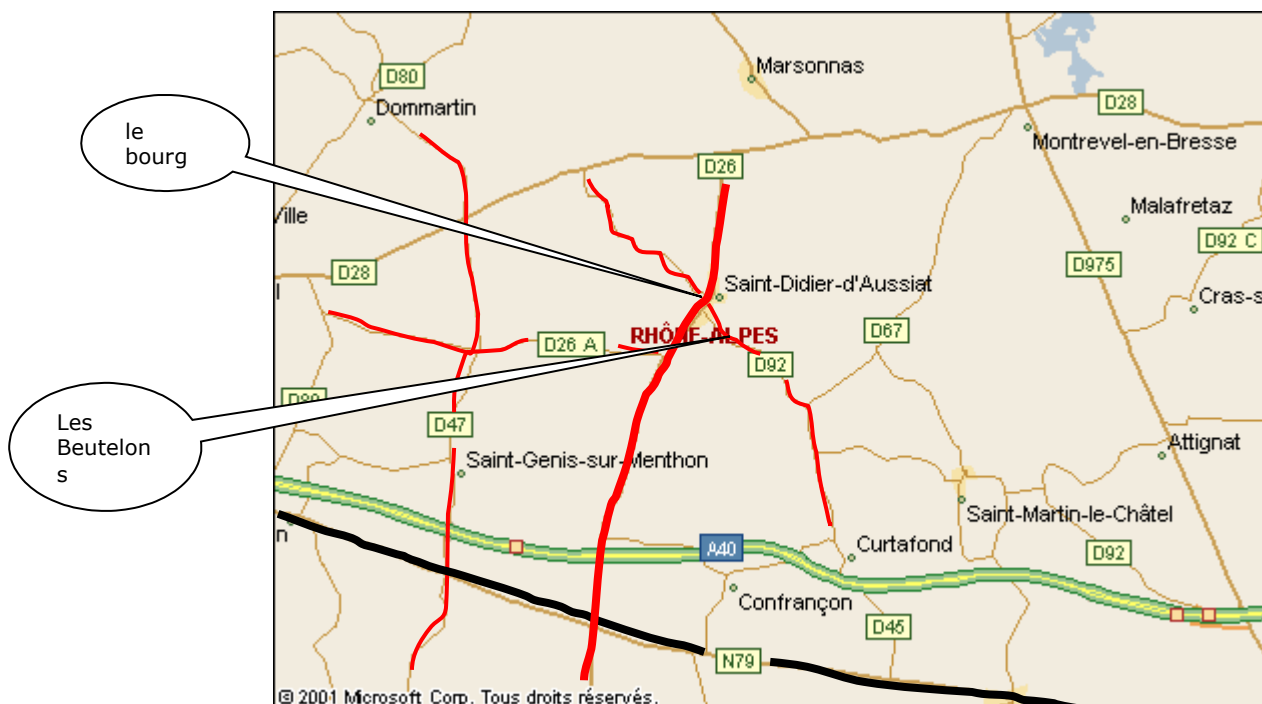 D80
Marsonnas
Dommartin
D28
le
bourg
Montrevel-en-Bresse
D26
Malafretaz
D92 C
D975
D28
Saint-Didier-d'Aussiat
D67
RHÔNE-ALPES
D26 A
D92
Les
Beutelon
s
D47
Attignat
Saint-Genis-sur-Menthon
Saint-Martin-le-Châtel
A40
Curtafond
D92
Confrançon
D45
N79
© 2001 Microsoft Corp. Tous droits réservés.